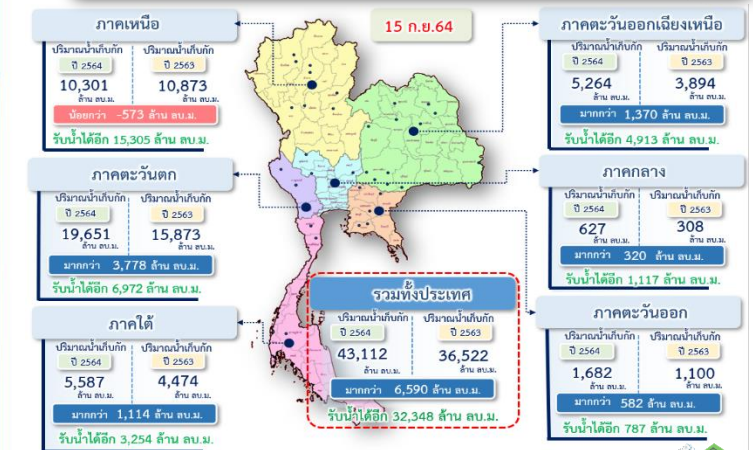 15 ก.ย.64
ภาคเหนือ
ปริมาณน้ำเก็บกัก ปริมาณน้ำเก็บกัก
ปี 2564 ปี 2563
10,301 10,873
ล้าน ลบ.ม. ล้าน ลบ.ม.
น้อยกว่า -573 ล้าน ลบ.ม.
รับน้ำได้อีก 15,305 ล้าน ลบ.ม.
ภาคตะวันออกเฉียงเหนือ
ปริมาณน้ำเก็บกัก ปริมาณน้ำเก็บกัก
ปี 2564 ปี 2563
5,264 3,894
ล้าน ลบ.ม. ล้าน ลบ.ม.
มากกว่า 1,370 ล้าน ลบ.ม.
รับน้ำได้อีก 4,913 ล้าน ลบ.ม.
ภาคตะวันตก
ปริมาณน้ำเก็บกัก ปริมาณน้ำเก็บกัก
ปี 2564 ปี 2563
19,651 15,873
ล้าน ลบ.ม. ล้าน ลบ.ม.
มากกว่า 3,778 ล้าน ลบ.ม.
รับน้ำได้อีก 6,972 ล้าน ลบ.ม.
ภาคกลาง
ปริมาณน้ำเก็บกัก ปริมาณน้ำเก็บกัก
ปี 2564 ปี 2563
627 308
ล้าน ลบ.ม. ล้าน ลบ.ม.
มากกว่า 320 ล้าน ลบ.ม.
รับน้ำได้อีก 1,117 ล้าน ลบ.ม.
ภาคใต้
ปริมาณน้ำเก็บกัก ปริมาณน้ำเก็บกัก
ปี 2564 ปี 2563
5,587 4,474
ล้าน ลบ.ม. ล้าน ลบ.ม.
มากกว่า 1,114 ล้าน ลบ.ม.
รับน้ำได้อีก 3,254 ล้าน ลบ.ม.
รวมทั้งประเทศ
ปริมาณน้ำเก็บกัก ปริมาณน้ำเก็บกัก
ปี 2564 ปี 2563
43,112 36,522
ล้าน ลบ.ม. ล้าน ลบ.ม.
มากกว่า 6,590 ล้าน ลบ.ม.
รับน้ำได้อีก 32,348 ล้าน ลบ.ม.
ภาคตะวันออก
ปริมาณน้ำเก็บกัก ปริมาณน้ำเก็บกัก
ปี 2564 ปี 2563
1,682 1,100
ล้าน ลบ.ม. ล้าน ลบ.ม.
มากกว่า 582 ล้าน ลบ.ม.
รับน้ำได้อีก 787 ล้าน ลบ.ม.